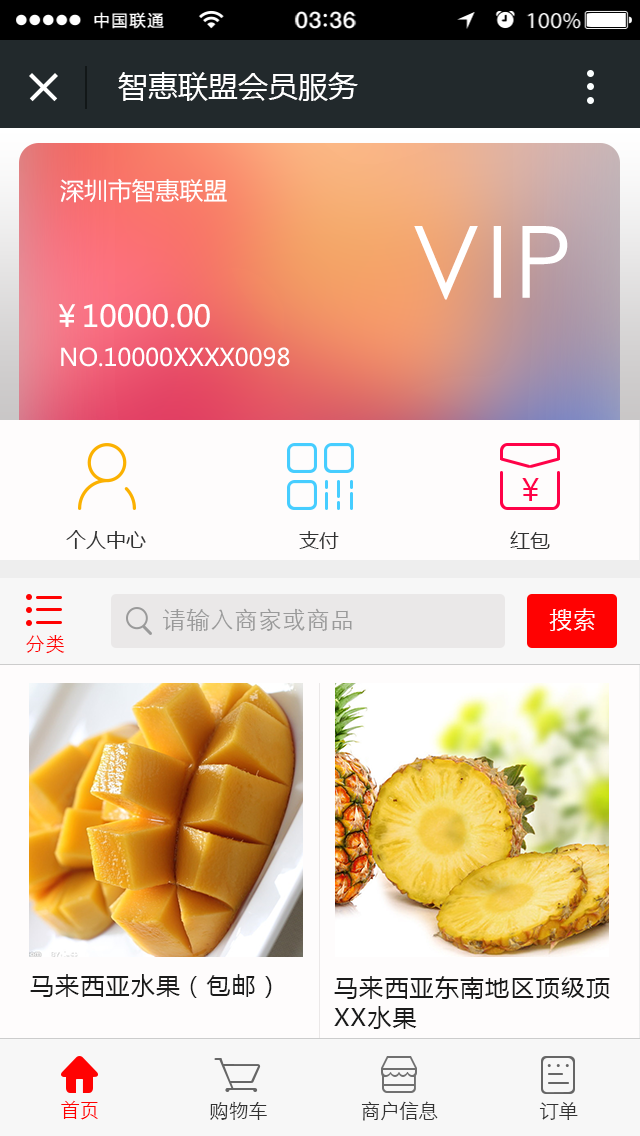 中国联通
03:36
100%
智惠联盟会员服务
深圳市智惠联盟
VIP
¥ 10000.00
NO.10000XXXX0098
个人中心
支付
¥
红包
分类
请输入商家或商品
搜索
马来西亚水果（包邮）
马来西亚东南地区顶级顶
XX水果
首页
购物车
商户信息
订单